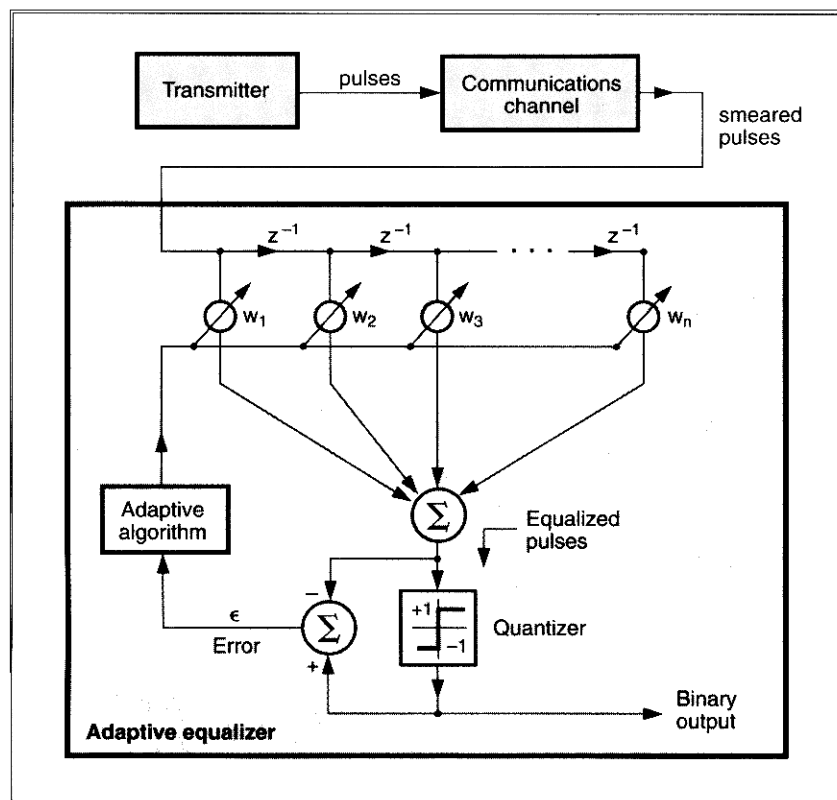 Transmitter
pulses
Communications
channel
smeared
pulses
z⁻¹
z⁻¹
. . .
z⁻¹
w₁
w₂
w₃
wₙ
Adaptive
algorithm
Σ
Equalized
pulses
−
ϵ
Error
Σ
+
+1
−1
Quantizer
Binary
output
Adaptive equalizer